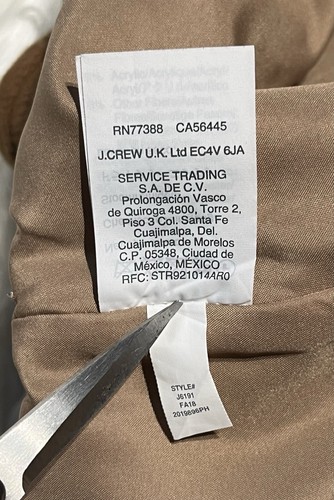 RN77388 CA56445
J.CREW U.K. Ltd EC4V 6JA
SERVICE TRADING
S.A. DE C.V.
Prolongación Vasco
de Quiroga 4800, Torre 2,
Piso 3 Col. Santa Fe
Cuajimalpa, Del.
Cuajimalpa de Morelos
C.P. 05348, Ciudad de
México, MÉXICO
RFC: STR921014AR0
STYLE#
J6191
FA18
2019896PH